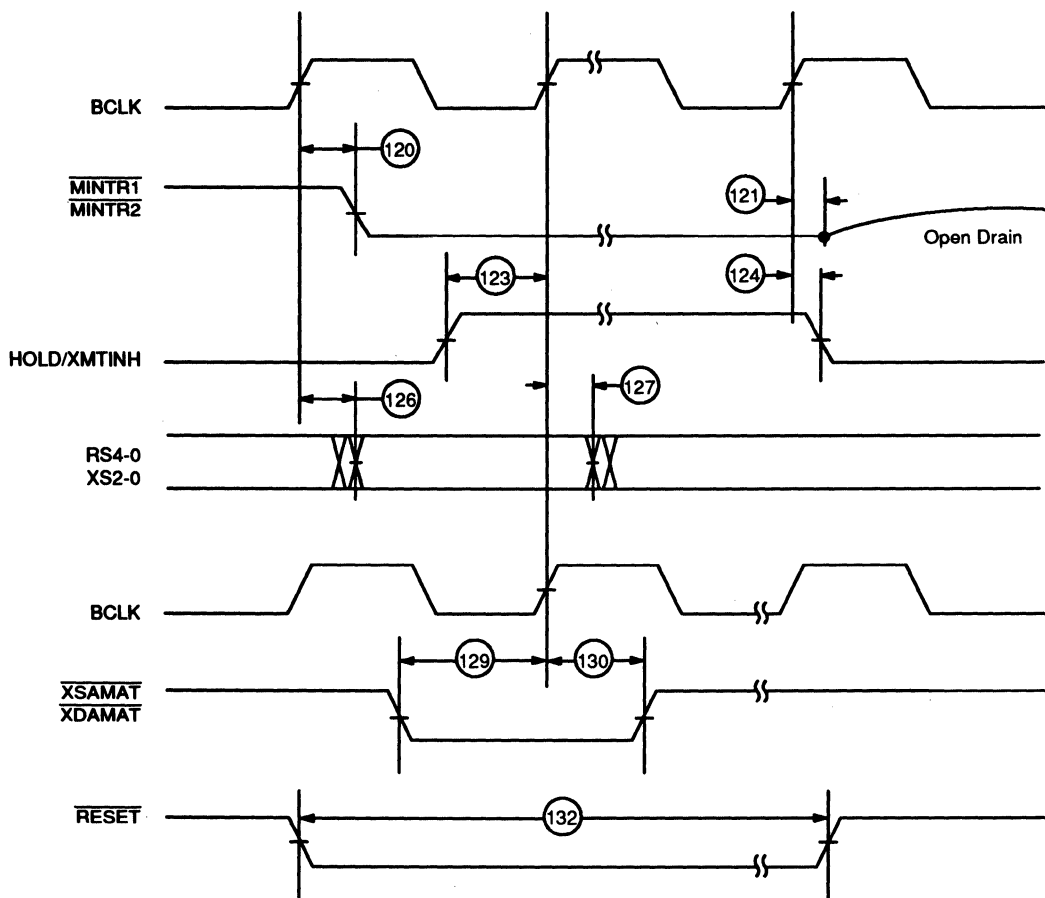 BCLK
120
MINTR1
MINTR2
121
Open Drain
123
124
HOLD/XMTINH
126
127
RS4-0
XS2-0
BCLK
129
130
XSAMAT
XDAMAT
RESET
132